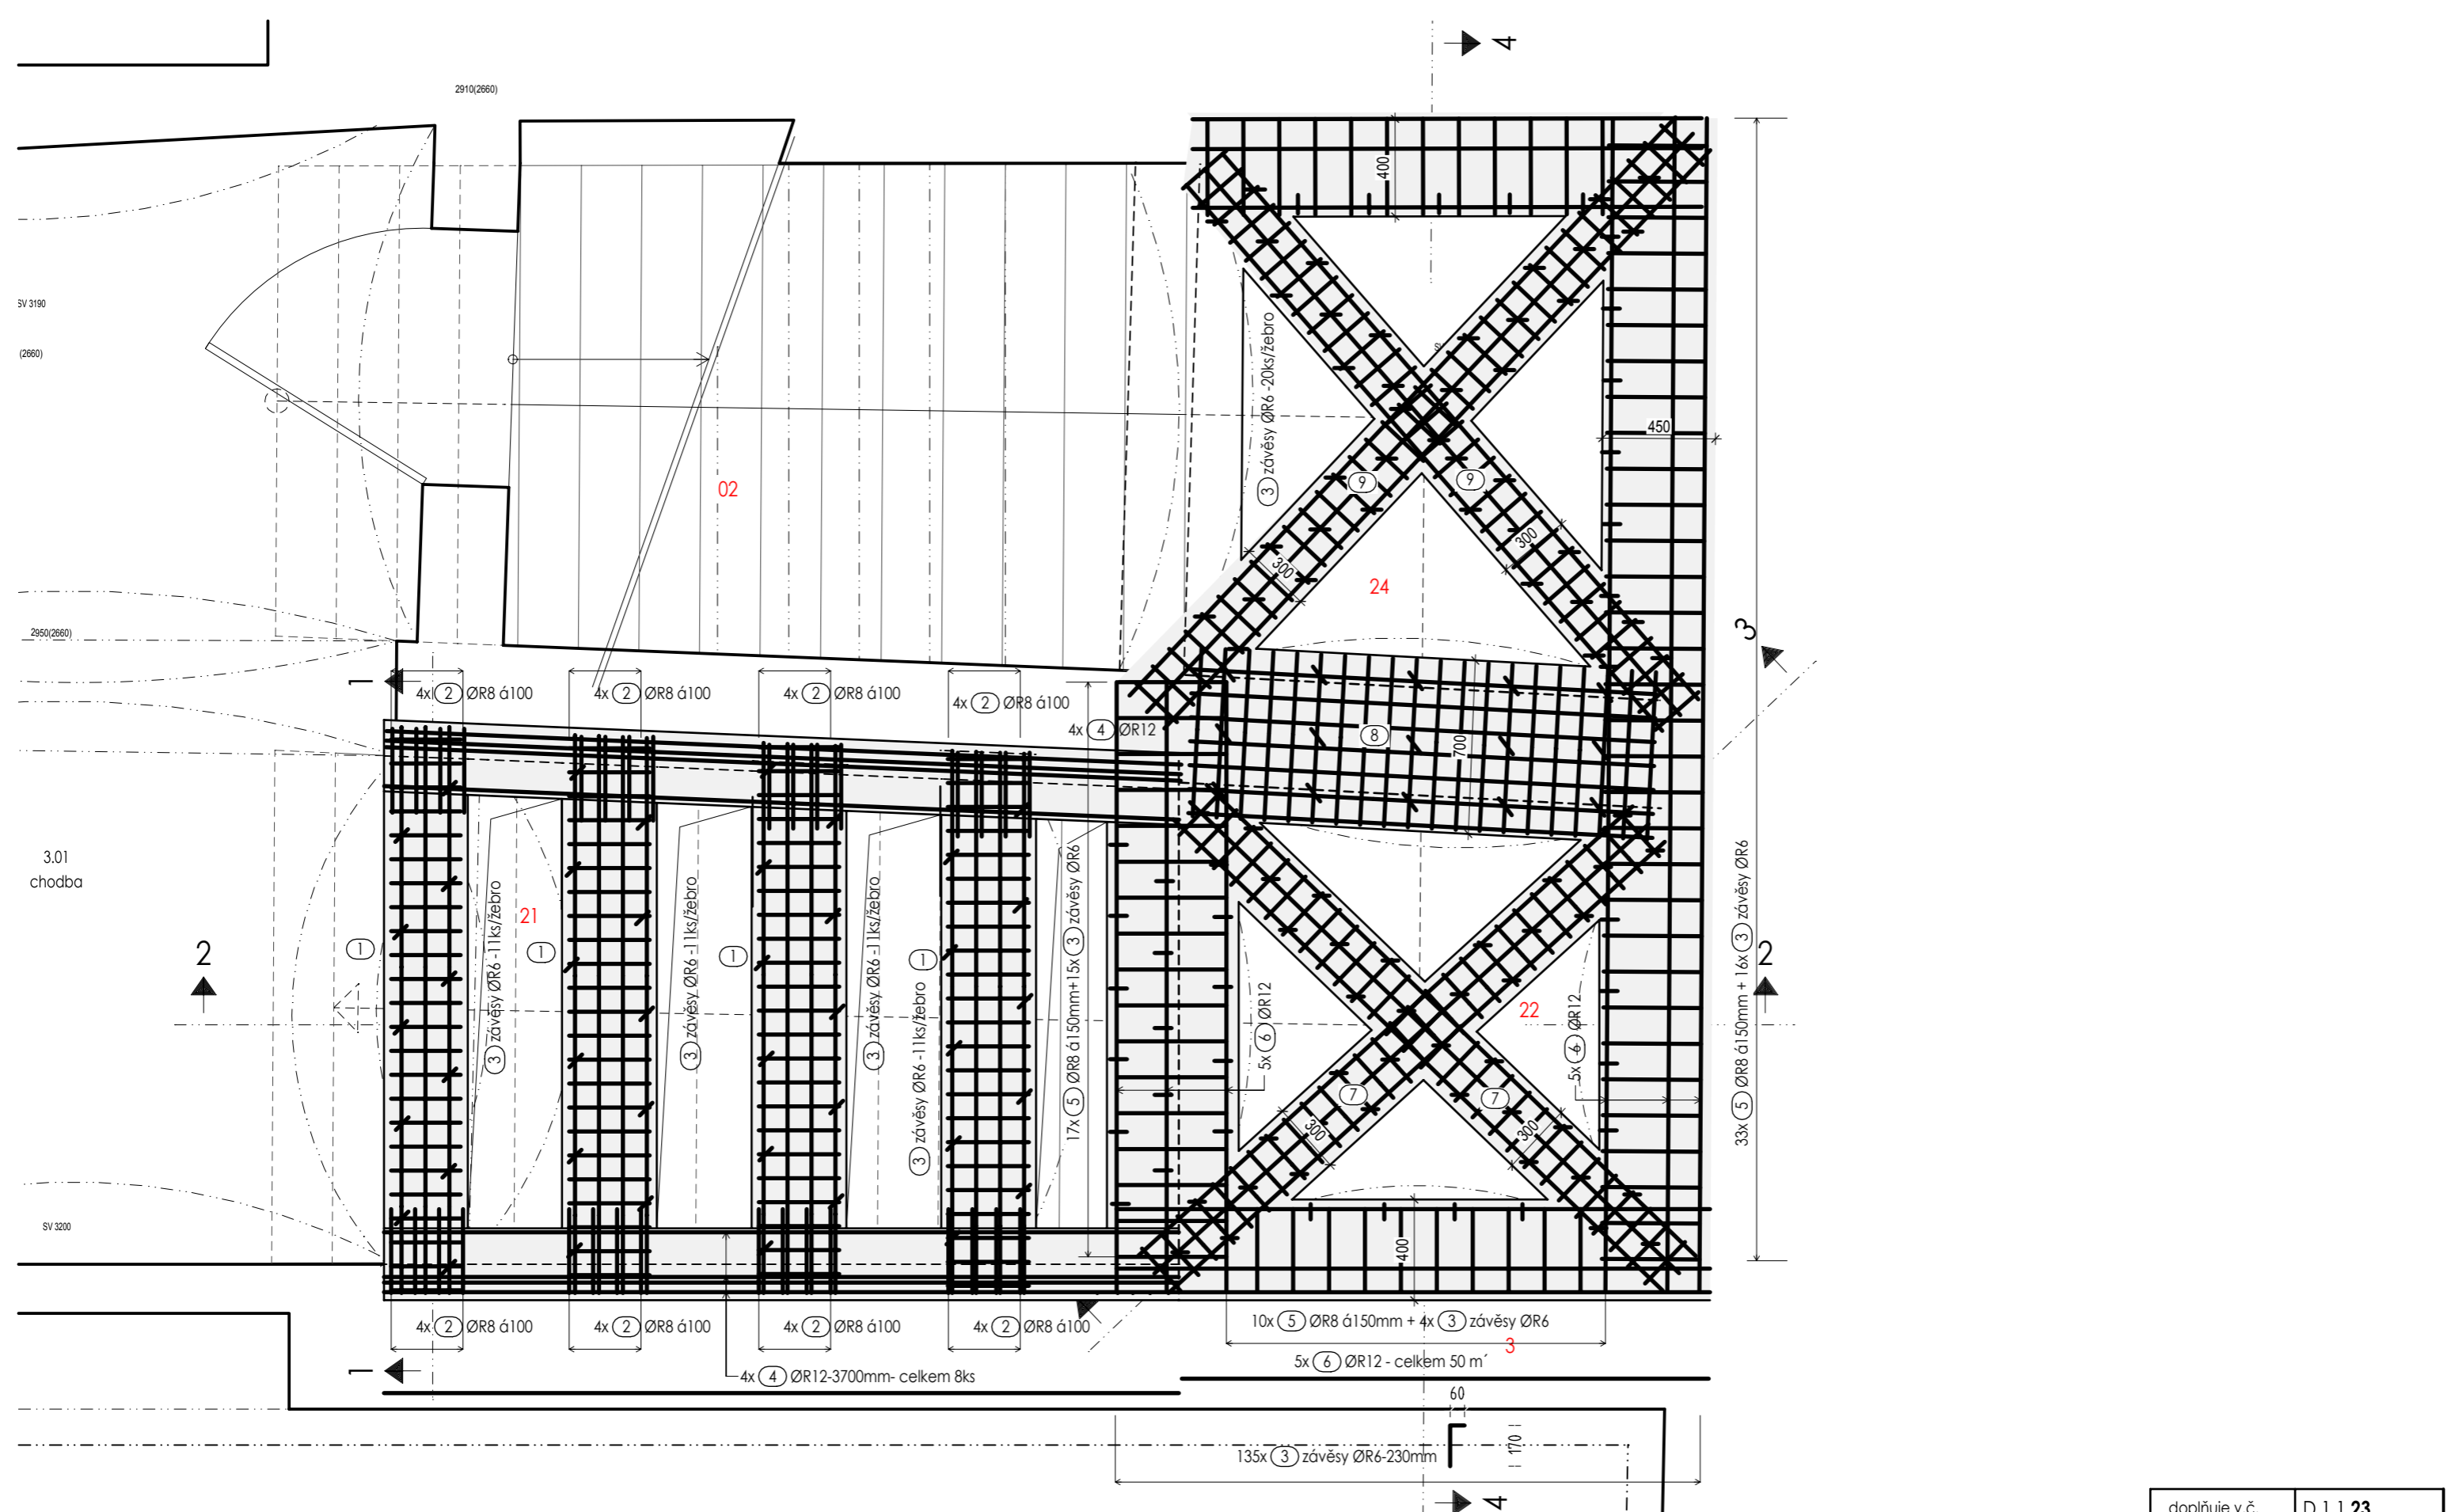 4
2910(2660)
400
SV 3190
(2660)
3 závěsy ØR6 -20ks/žebro
450
02
9
9
300
300
24
3
2950(2660)
1
4x 2 ØR8 á100
4x 2 ØR8 á100
4x 2 ØR8 á100
4x 2 ØR8 á100
4x 4 ØR12
8
700
3.01
chodba
21
2
1
3 závěsy ØR6 -11ks/žebro
1
3 závěsy ØR6 -11ks/žebro
1
3 závěsy ØR6 -11ks/žebro
1
3 závěsy ØR6 -11ks/žebro
17x 5 ØR8 á150mm+15x 3 závěsy ØR6
5x 6 ØR12
22
5x 6 ØR12
33x 5 ØR8 á150mm + 16x 3 závěsy ØR6
2
7
7
300
300
SV 3200
400
4x 2 ØR8 á100
4x 2 ØR8 á100
4x 2 ØR8 á100
4x 2 ØR8 á100
10x 5 ØR8 á150mm + 4x 3 závěsy ØR6
3
5x 6 ØR12 - celkem 50 m´
1
4x 4 ØR12-3700mm- celkem 8ks
60
170
135x 3 závěsy ØR6-230mm
4
doplňuje v.č. D.1.1.23